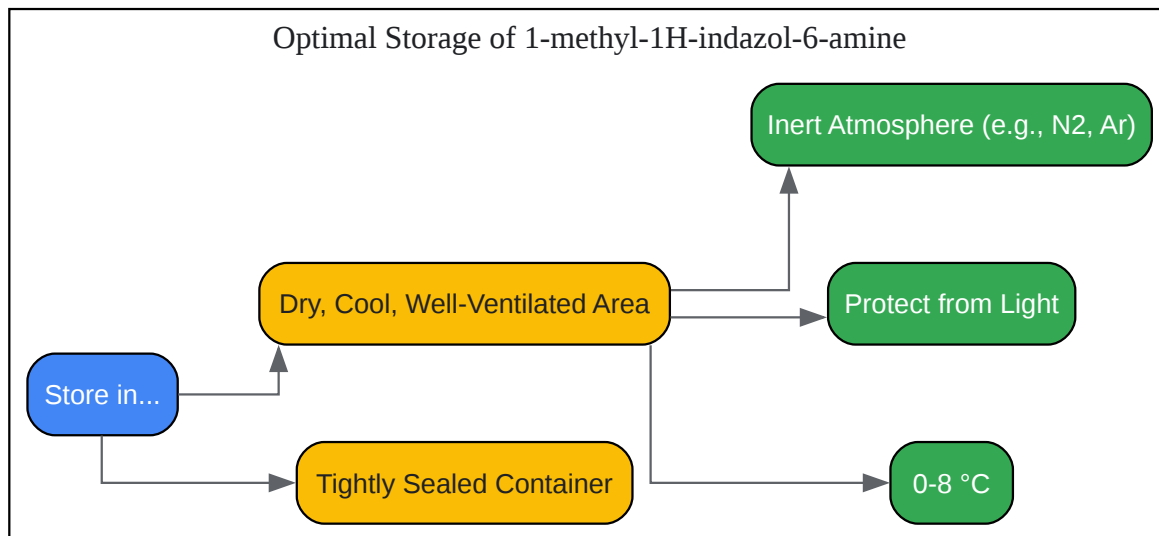 Optimal Storage of 1-methyl-1H-indazol-6-amine
Inert Atmosphere (e.g., N2, Ar)
Dry, Cool, Well-Ventilated Area
Protect from Light
Store in...
Tightly Sealed Container
0-8 °C